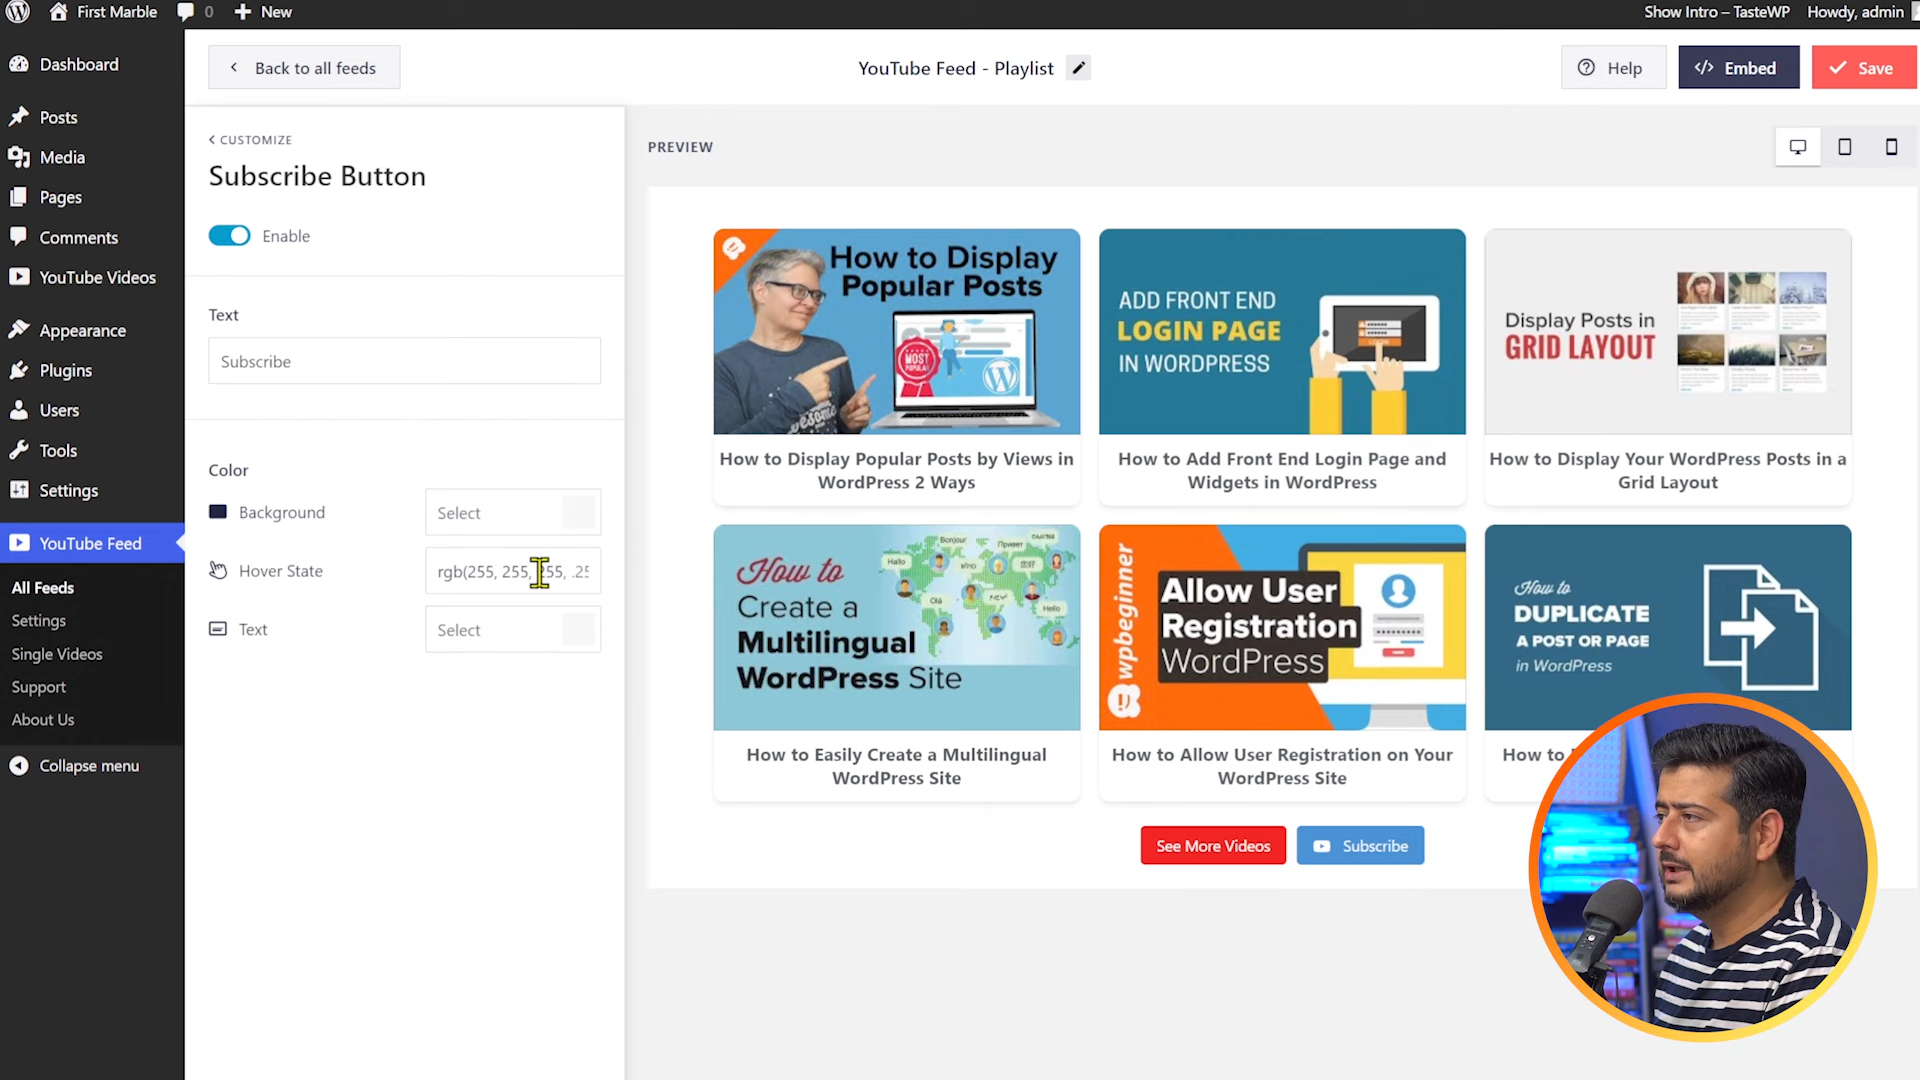 First Marble
0
New
Show Intro – TasteWP
Howdy, admin
Dashboard
Posts
Media
Pages
Comments
YouTube Videos
Appearance
Plugins
Users
Tools
Settings
YouTube Feed
All Feeds
Settings
Single Videos
Support
About Us
Collapse menu
Back to all feeds
YouTube Feed - Playlist
Help
Embed
Save
CUSTOMIZE
Subscribe Button
Enable
Text
Subscribe
Color
Background
Select
Hover State
rgb(255, 255, 255, .25
Text
Select
PREVIEW
How to Display
Popular Posts
MOST
POPULAR
Awesome
How to Display Popular Posts by Views in
WordPress 2 Ways
ADD FRONT END
LOGIN PAGE
IN WORDPRESS
How to Add Front End Login Page and
Widgets in WordPress
Display Posts in
GRID LAYOUT
How to Display Your WordPress Posts in a
Grid Layout
How to
Create a
Multilingual
WordPress Site
Bonjour
Привет
Hallo
Olá
Hello
How to Easily Create a Multilingual
WordPress Site
wpbeginner
Allow User
Registration
WordPress
How to Allow User Registration on Your
WordPress Site
How to
DUPLICATE
A POST OR PAGE
in WordPress
How to
See More Videos
Subscribe